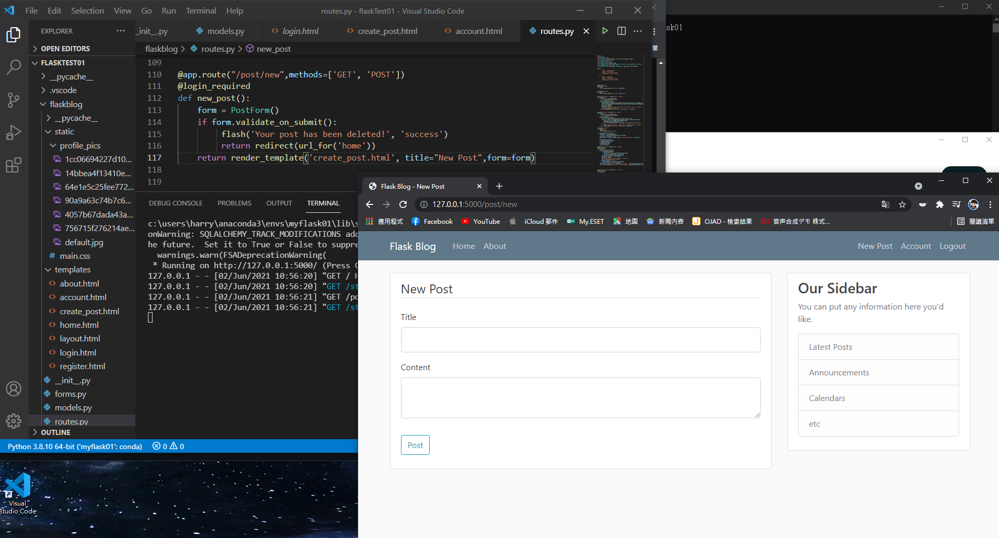 File Edit Selection View Go Run Terminal Help
routes.py - flaskTest01 - Visual Studio Code
EXPLORER
OPEN EDITORS
FLASKTEST01
__pycache__
.vscode
flaskblog
__pycache__
static
profile_pics
1cc06694227d10...
14bbea4f13410e...
64e1e5c25fee772...
90a9a63c74b7c6...
4057b67dada43a...
756715f276214ae...
default.jpg
main.css
templates
about.html
account.html
create_post.html
home.html
layout.html
login.html
register.html
__init__.py
forms.py
models.py
routes.py
OUTLINE
Python 3.8.10 64-bit ('myflask01': conda) 0 0
_init__.py models.py login.html create_post.html account.html routes.py
flaskblog > routes.py > new_post
109
110 @app.route("/post/new",methods=['GET', 'POST'])
111 @login_required
112 def new_post():
113 form = PostForm()
114 if form.validate_on_submit():
115 flash('Your post has been deleted!', 'success')
116 return redirect(url_for('home'))
117 return render_template('create_post.html', title="New Post",form=form)
118
119
DEBUG CONSOLE PROBLEMS OUTPUT TERMINAL
c:\users\harry\anaconda3\envs\myflask01\lib\s
onWarning: SQLALCHEMY_TRACK_MODIFICATIONS add
he future.  Set it to True or False to suppre
warnings.warn(FSADeprecationWarning(
* Running on http://127.0.0.1:5000/ (Press C
127.0.0.1 - - [02/Jun/2021 10:56:20] "GET / H
127.0.0.1 - - [02/Jun/2021 10:56:20] "GET /st
127.0.0.1 - - [02/Jun/2021 10:56:21] "GET /po
127.0.0.1 - - [02/Jun/2021 10:56:21] "GET /st
sk01
單
Flask Blog - New Post
127.0.0.1:5000/post/new
應用程式 Facebook YouTube iCloud 郵件 My.ESET 地圖 新聞內容 OJAD - 検索結果 音声合成デモ 株式... 閱讀清單
Flask Blog Home About New Post Account Logout
New Post
Title
Content
Post
Our Sidebar
You can put any information here you'd
like.
Latest Posts
Announcements
Calendars
etc
Visual
Studio Code